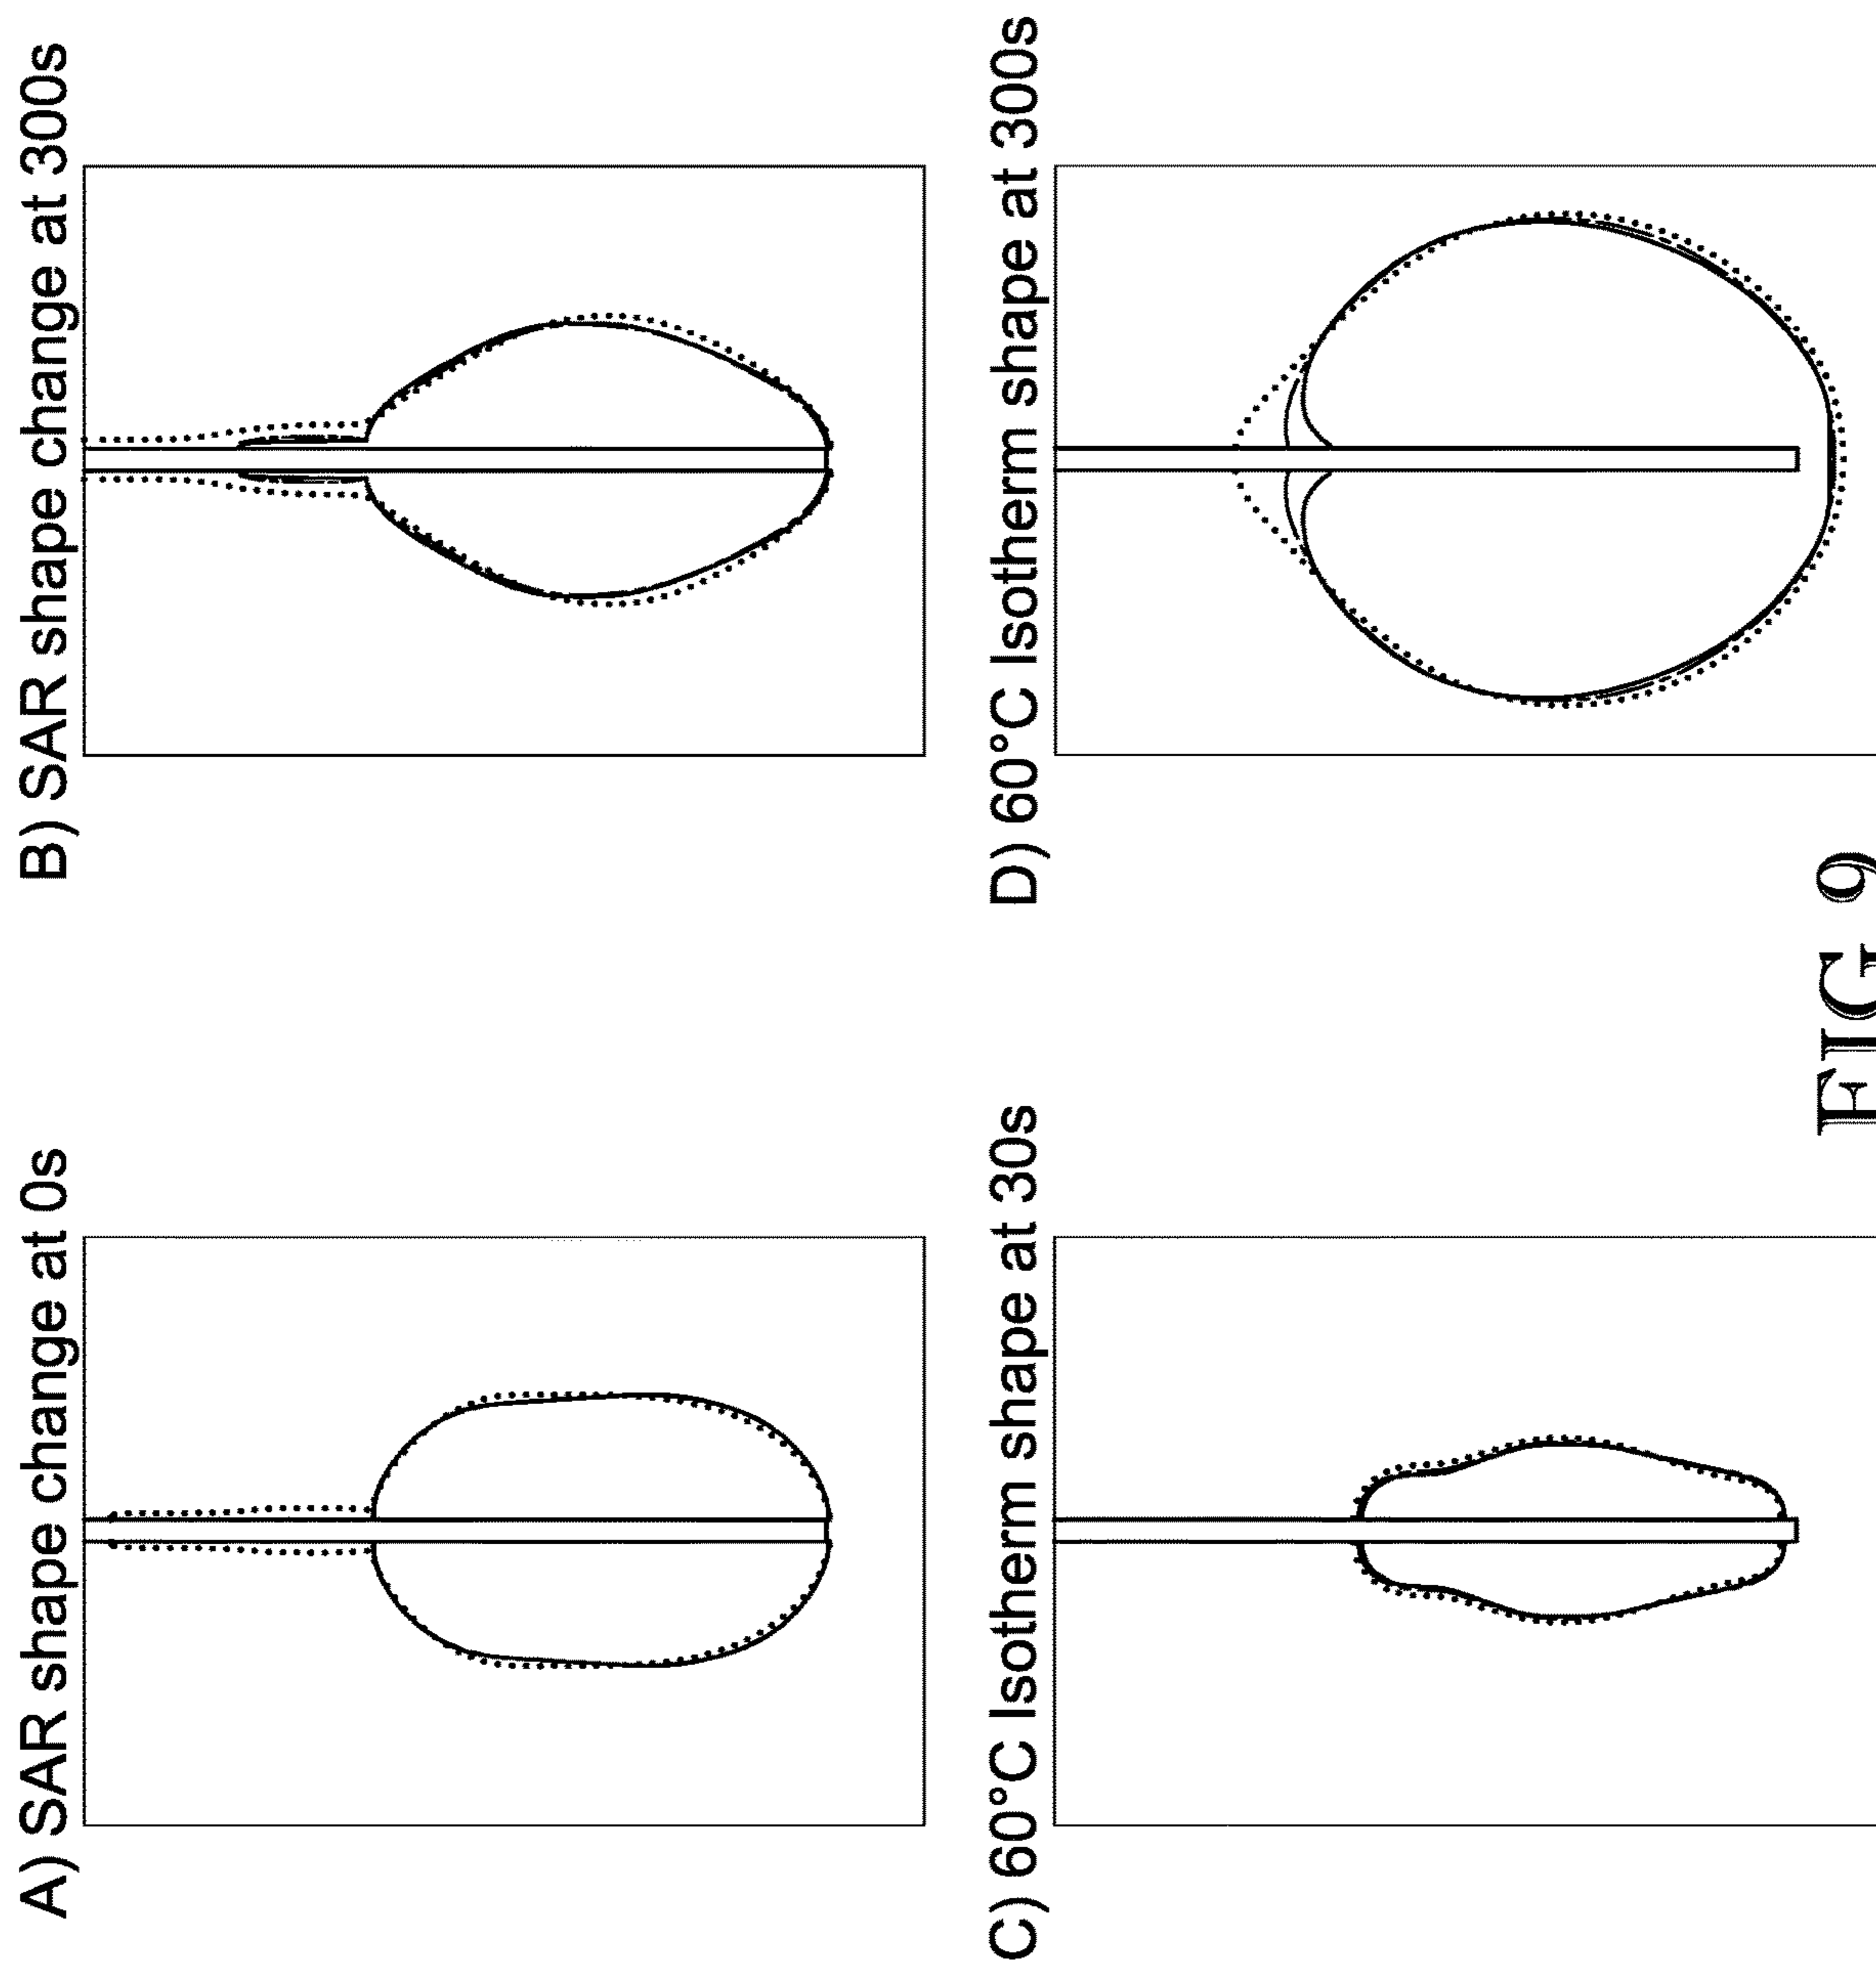 A) SAR shape change at 0s
B) SAR shape change at 300s
C) 60°C Isotherm shape at 30s
D) 60°C Isotherm shape at 300s
FIG 9